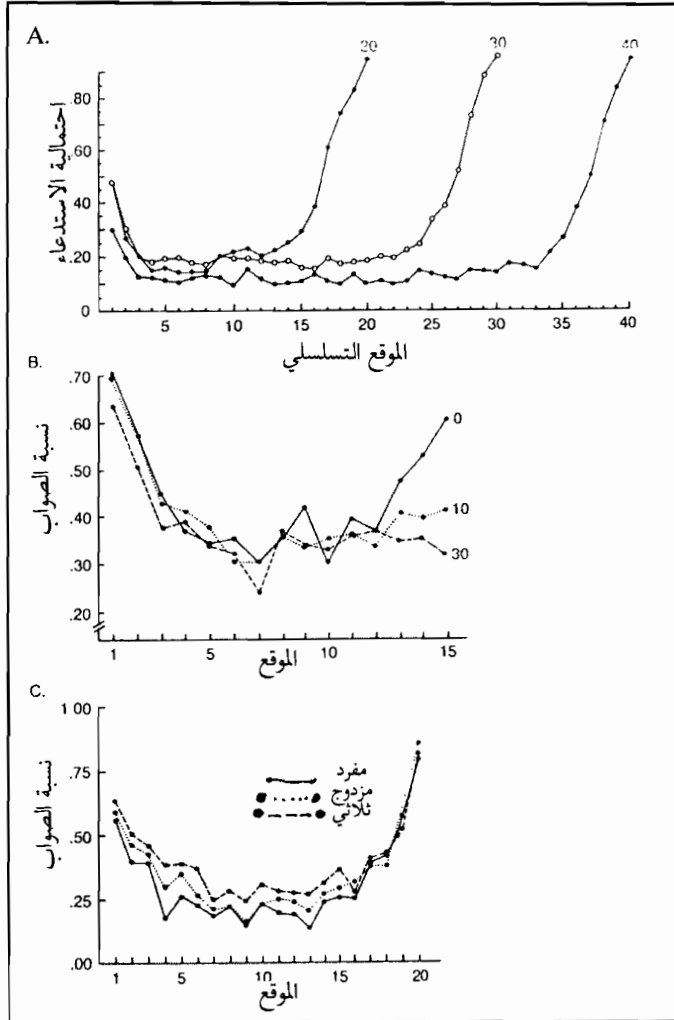 A.
20 30 40
.80
.60
.40
.20
0
احتمالية الاستدعاء
5 10 15 20 25 30 35 40
الموقع التسلسلي
B.
.70
.60
.50
.40
.30
.20
نسبة الصواب
0
10
30
1 5 10 15
الموقع
C.
1 00
.75
.50
.25
.00
نسبة الصواب
مفرد
مزدوج
ثلاثي
1 5 10 15 20
الموقع